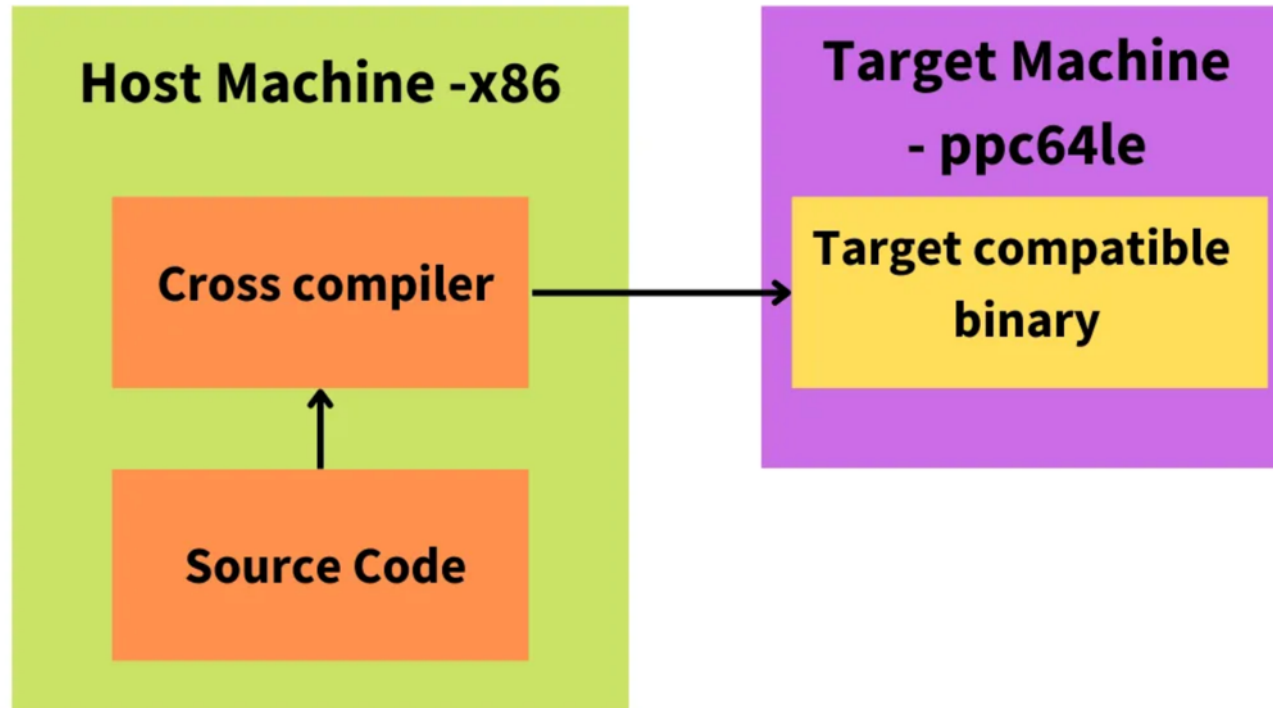 Host Machine -x86
Cross compiler
Source Code
Target Machine
- ppc64le
Target compatible
binary